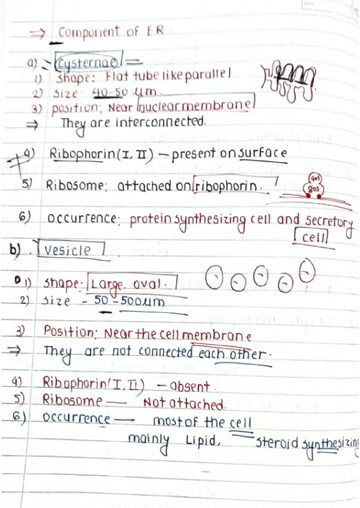 ⇒ Component of ER
a) Cysternae
1) shape: Flat tube like parallel
2) size 40-50 μm.
3) position: Near nuclear membrane
⇒ They are interconnected.
4) Ribophorin (I, II) – present on surface
5) Ribosome: attached on ribophorin.
60s
80s
6) occurrence: protein synthesizing cell and secretory
cell
b) Vesicle
1) shape: Large oval.
2) size - 50-500μm
3) Position: Near the cell membrane
⇒ They are not connected each other.
4) Ribophorin (I, II) – absent.
5) Ribosome — Not attached.
6) occurrence — most of the cell
mainly Lipid, steroid synthesizing